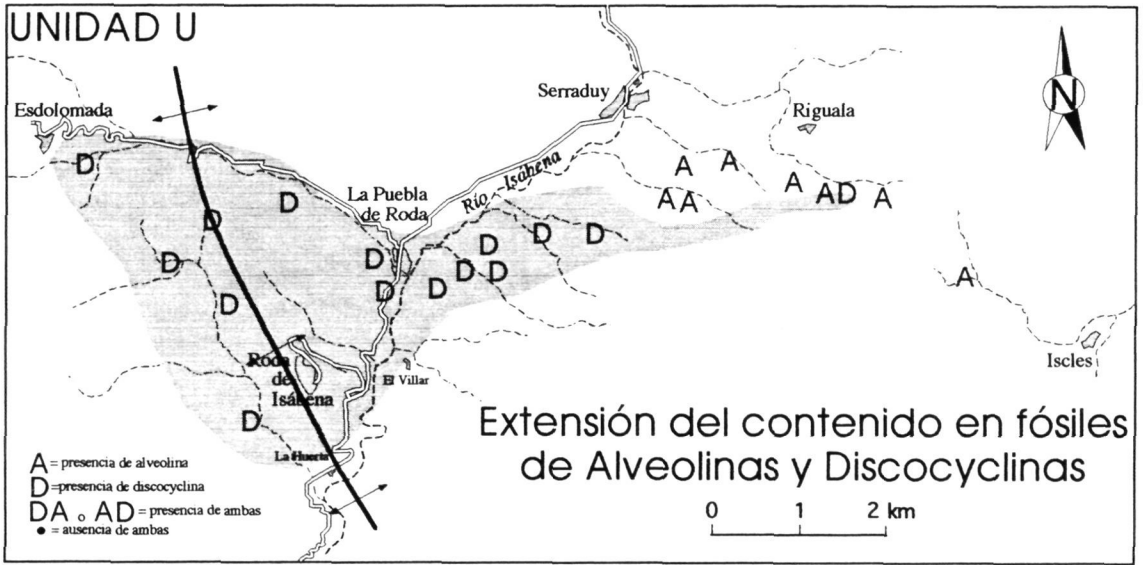 UNIDAD U
N
Esdolomada
Serraduy
Riguala
La Puebla
de Roda
Río Isábena
D
D
D
D
D
D
D
D
D
D
D
D
D
D
A
A
A
A
A
AD
A
A
Roda
de
Isábena
El Villar
Iscles
D
La Huerta
Extensión del contenido en fósiles
de Alveolinas y Discocyclinas
A = presencia de alveolina
D =presencia de discocyclina
DA o AD = presencia de ambas
• = ausencia de ambas
0 1 2 km